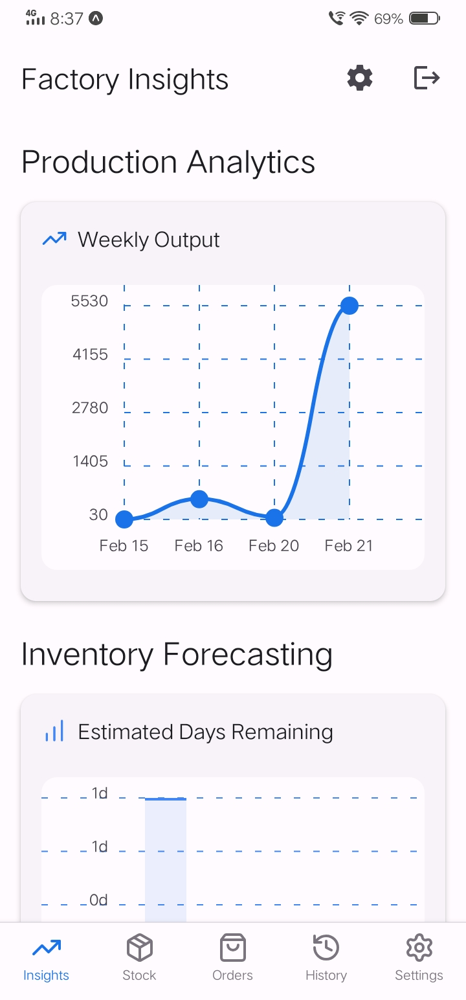 4G 8:37 69%
Factory Insights
Production Analytics
Weekly Output
5530
4155
2780
1405
30
Feb 15 Feb 16 Feb 20 Feb 21
Inventory Forecasting
Estimated Days Remaining
1d
1d
0d
Insights Stock Orders History Settings